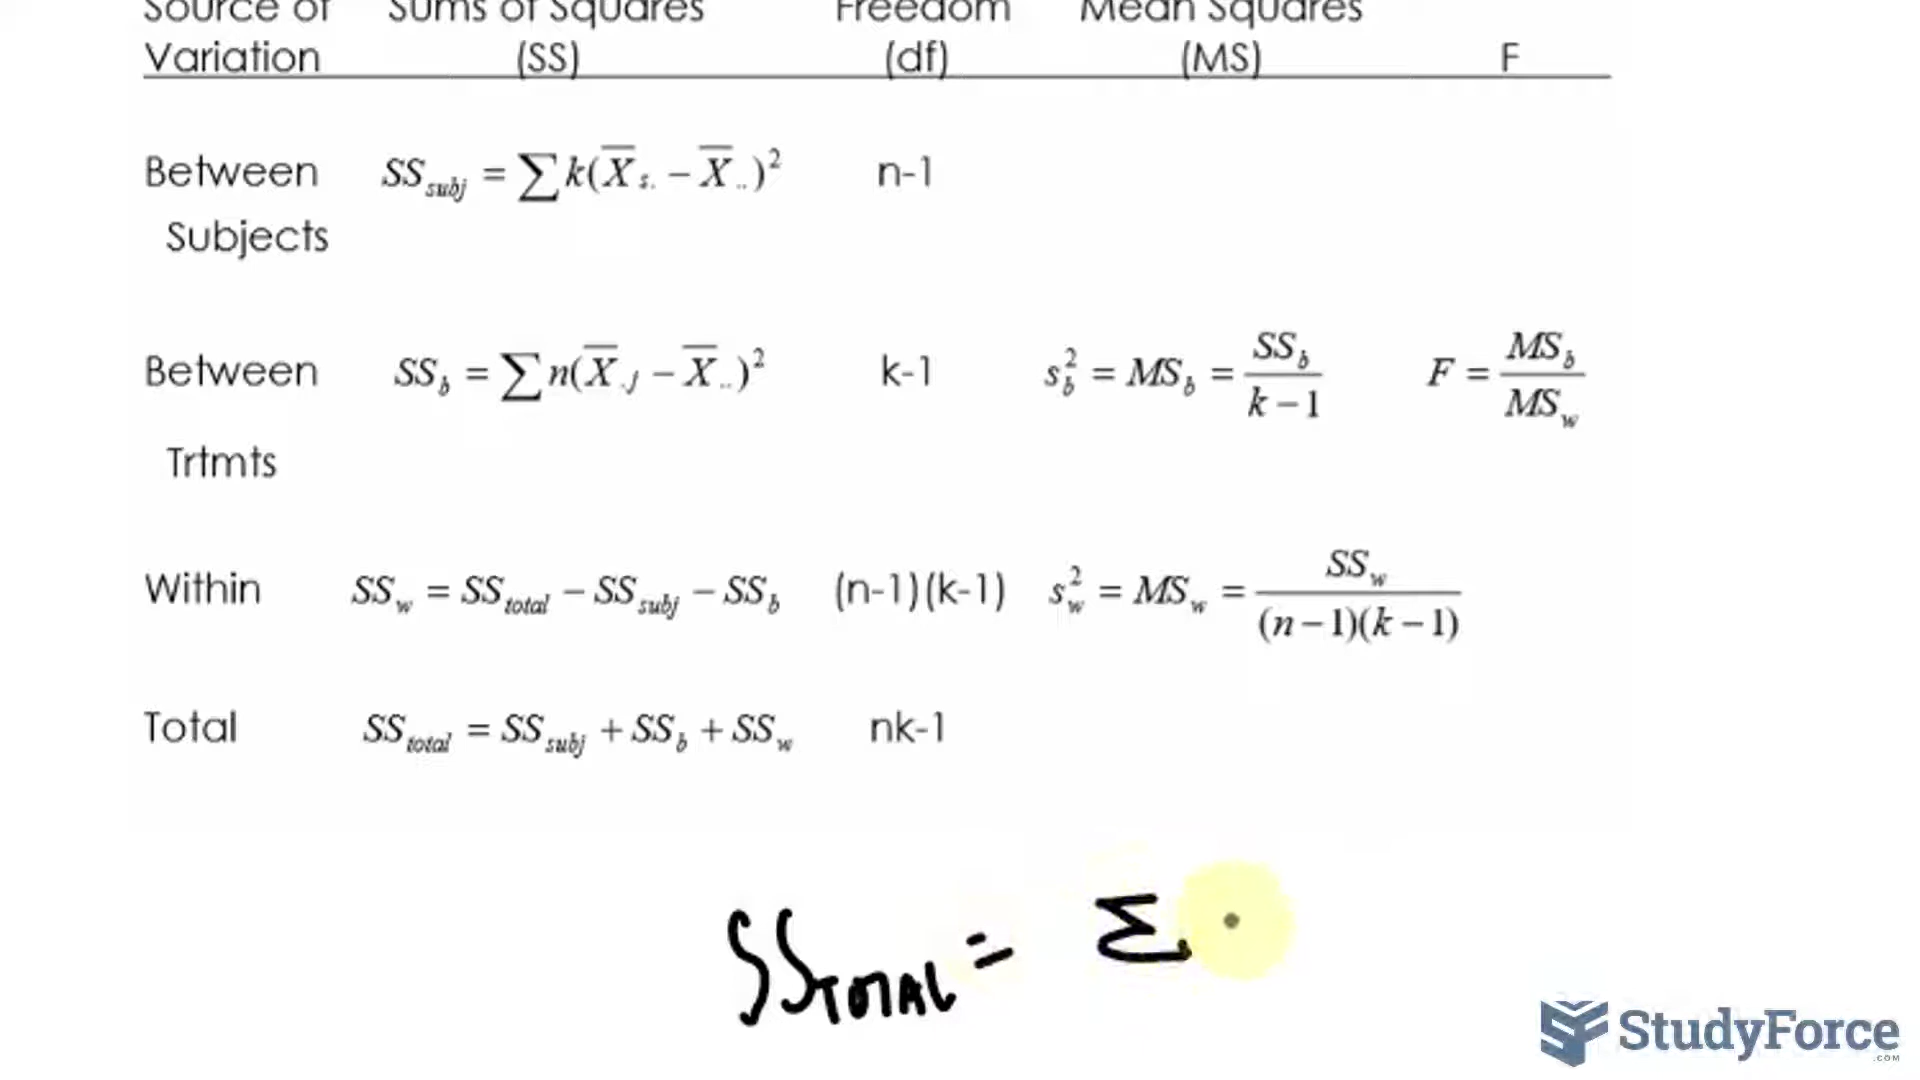 Source of Sums of Squares Freedom Mean Squares
Variation (SS) (df) (MS) F
Between SS_subj = ∑k(X̄_s. − X̄_..)² n-1
Subjects
Between SS_b = ∑n(X̄_.j − X̄_..)² k-1 s_b² = MS_b = SS_b / k − 1 F = MS_b / MS_w
Trtmts
Within SS_w = SS_total − SS_subj − SS_b (n-1)(k-1) s_w² = MS_w = SS_w / (n − 1)(k − 1)
Total SS_total = SS_subj + SS_b + SS_w nk-1
SS_TOTAL = Σ
StudyForce
.COM